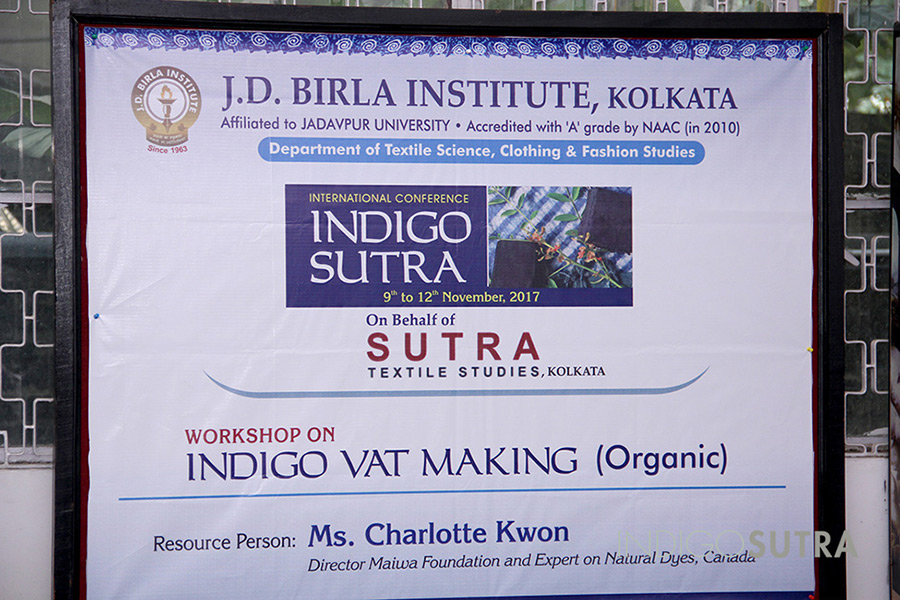 J.D. BIRLA INSTITUTE
Since 1963
J.D. BIRLA INSTITUTE, KOLKATA
Affiliated to JADAVPUR UNIVERSITY • Accredited with 'A' grade by NAAC (in 2010)
Department of Textile Science, Clothing & Fashion Studies
INTERNATIONAL CONFERENCE
INDIGO
SUTRA
9th to 12th November, 2017
On Behalf of
SUTRA
TEXTILE STUDIES, KOLKATA
WORKSHOP ON
INDIGO VAT MAKING (Organic)
Resource Person: Ms. Charlotte Kwon
Director Maiwa Foundation and Expert on Natural Dyes, Canada
INDIGOSUTRA